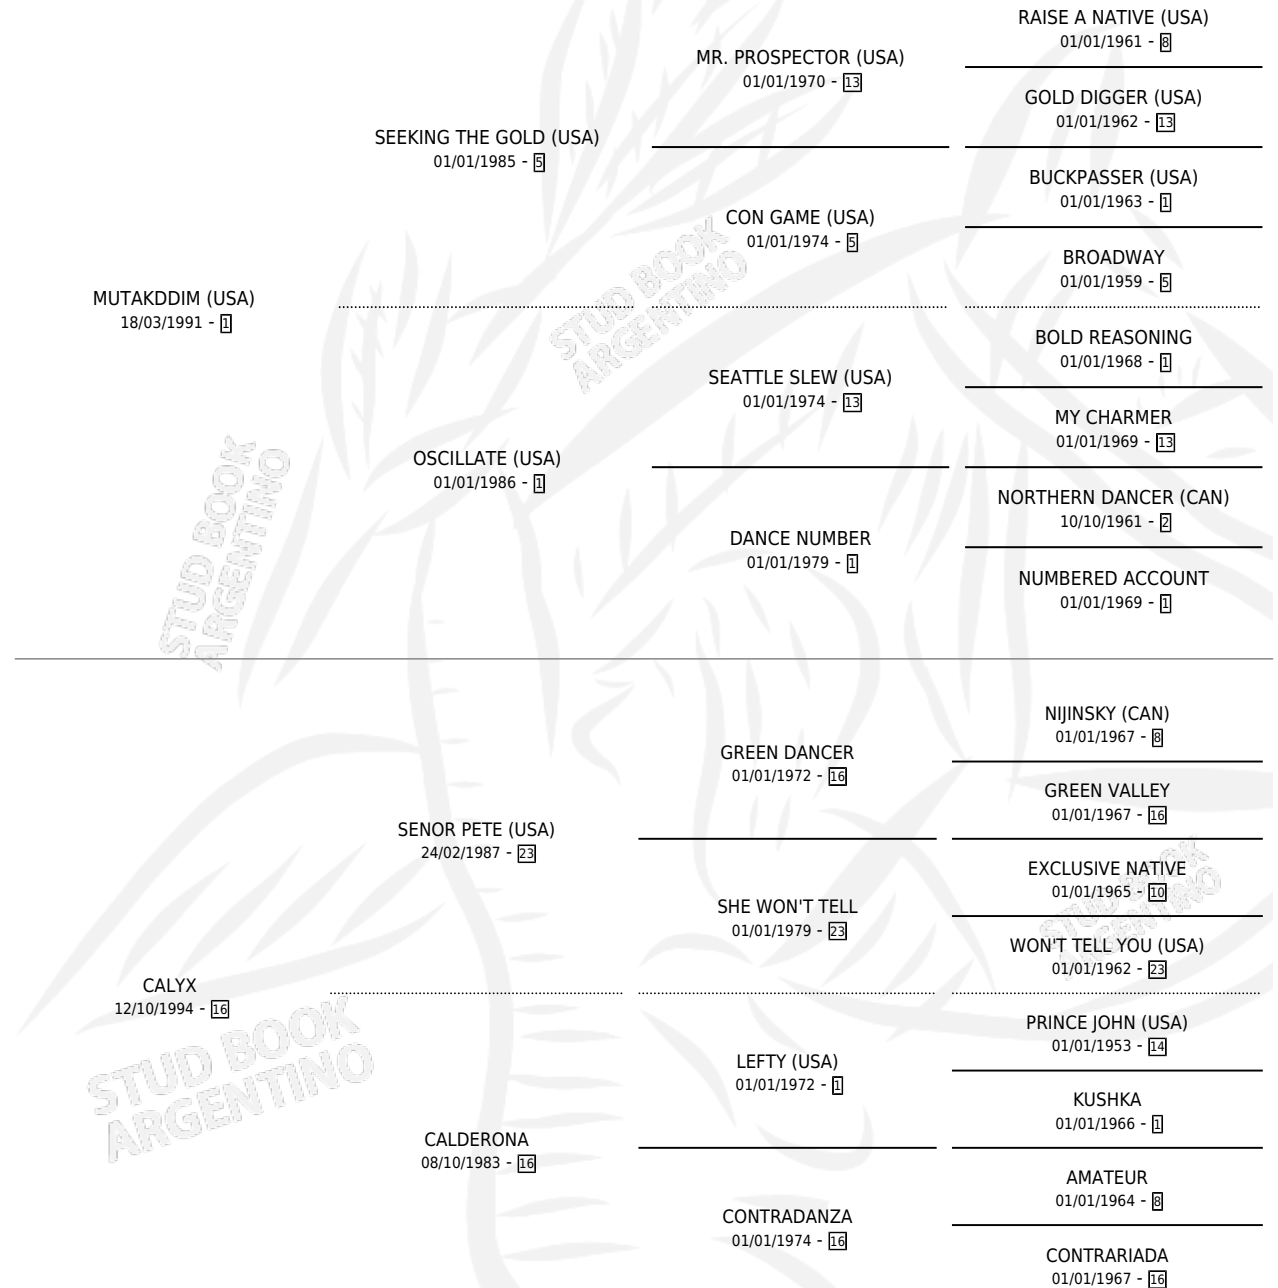 RAISE A NATIVE (USA)
01/01/1961 - 8
MR. PROSPECTOR (USA)
01/01/1970 - 13
GOLD DIGGER (USA)
01/01/1962 - 13
SEEKING THE GOLD (USA)
01/01/1985 - 5
BUCKPASSER (USA)
01/01/1963 - 1
CON GAME (USA)
01/01/1974 - 5
BROADWAY
01/01/1959 - 5
MUTAKDDIM (USA)
18/03/1991 - 1
STUD BOOK
ARGENTINO
BOLD REASONING
01/01/1968 - 1
SEATTLE SLEW (USA)
01/01/1974 - 13
MY CHARMER
01/01/1969 - 13
OSCILLATE (USA)
01/01/1986 - 1
NORTHERN DANCER (CAN)
10/10/1961 - 2
DANCE NUMBER
01/01/1979 - 1
NUMBERED ACCOUNT
01/01/1969 - 1
STUD BOOK
ARGENTINO
NIJINSKY (CAN)
01/01/1967 - 8
GREEN DANCER
01/01/1972 - 16
GREEN VALLEY
01/01/1967 - 16
SENOR PETE (USA)
24/02/1987 - 23
EXCLUSIVE NATIVE
01/01/1965 - 10
SHE WON'T TELL
01/01/1979 - 23
WON'T TELL YOU (USA)
01/01/1962 - 23
STUD BOOK
ARGENTINO
CALYX
12/10/1994 - 16
PRINCE JOHN (USA)
01/01/1953 - 14
LEFTY (USA)
01/01/1972 - 1
KUSHKA
01/01/1966 - 1
STUD BOOK
ARGENTINO
CALDERONA
08/10/1983 - 16
AMATEUR
01/01/1964 - 8
CONTRADANZA
01/01/1974 - 16
CONTRARIADA
01/01/1967 - 16